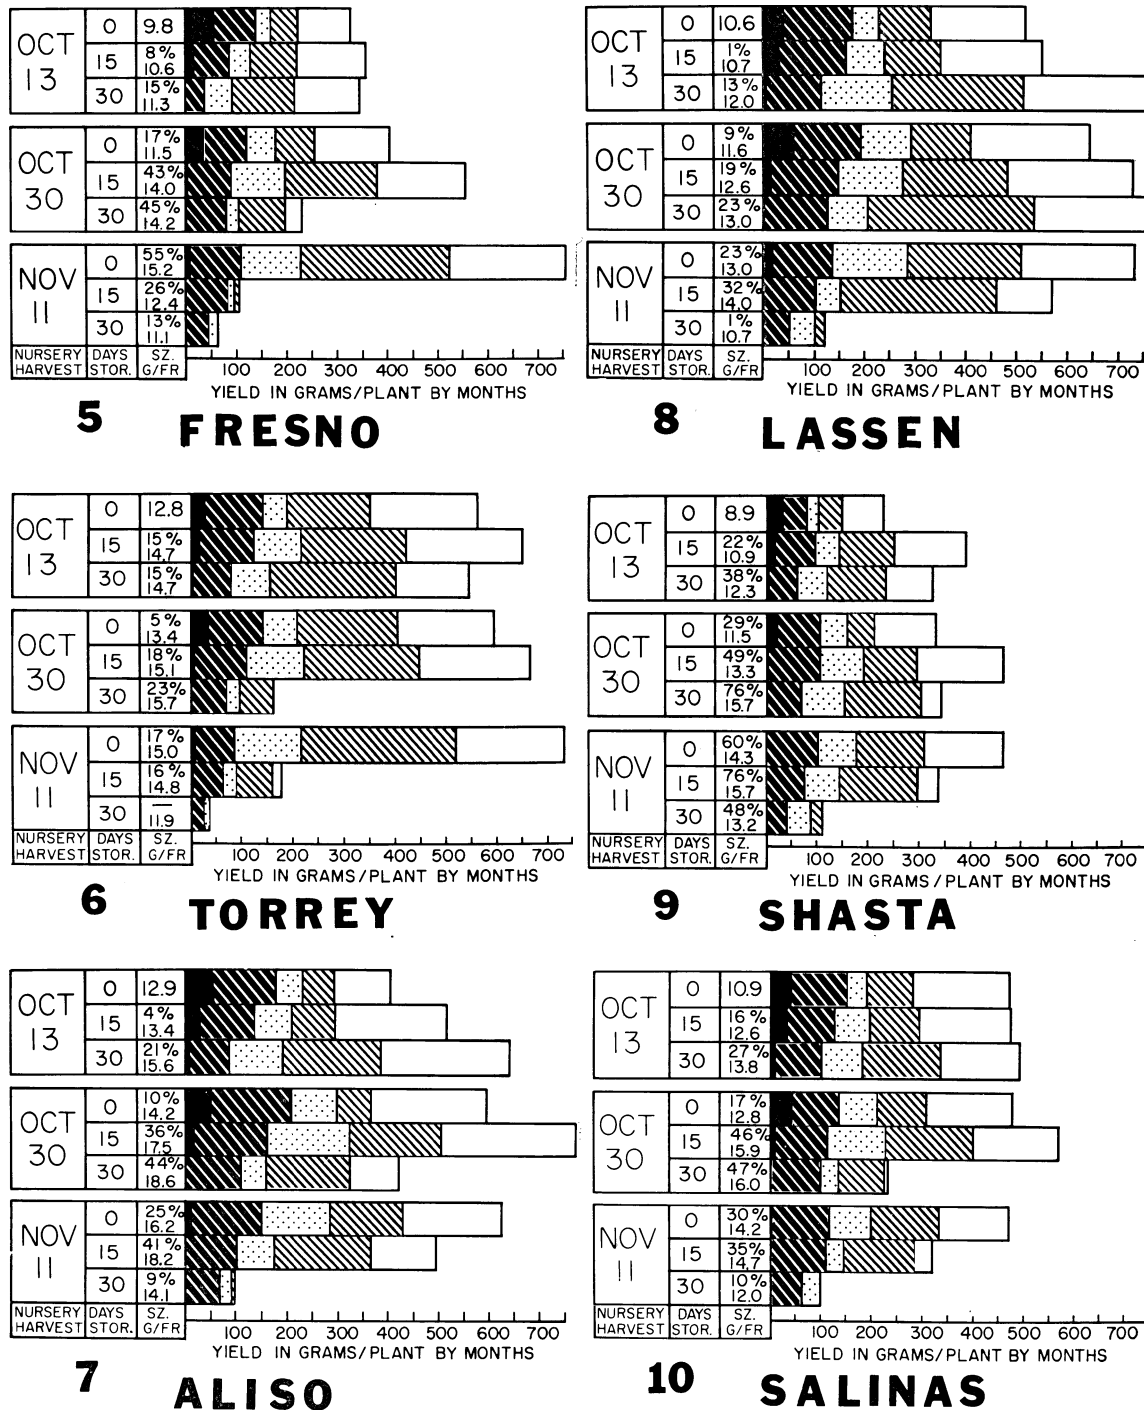 OCT 13
0 9.8
15 8% 10.6
30 15% 11.3
OCT 30
0 17% 11.5
15 43% 14.0
30 45% 14.2
NOV 11
0 55% 15.2
15 26% 12.4
30 13% 11.1
NURSERY HARVEST DAYS STOR. SZ. G/FR
100 200 300 400 500 600 700
YIELD IN GRAMS/PLANT BY MONTHS
5 FRESNO
OCT 13
0 10.6
15 1% 10.7
30 13% 12.0
OCT 30
0 9% 11.6
15 19% 12.6
30 23% 13.0
NOV 11
0 23% 13.0
15 32% 14.0
30 1% 10.7
NURSERY HARVEST DAYS STOR. SZ. G/FR
100 200 300 400 500 600 700
YIELD IN GRAMS/PLANT BY MONTHS
8 LASSEN
OCT 13
0 12.8
15 15% 14.7
30 15% 14.7
OCT 30
0 5% 13.4
15 18% 15.1
30 23% 15.7
NOV 11
0 17% 15.0
15 16% 14.8
30 — 11.9
NURSERY HARVEST DAYS STOR. SZ. G/FR
100 200 300 400 500 600 700
YIELD IN GRAMS/PLANT BY MONTHS
6 TORREY
OCT 13
0 8.9
15 22% 10.9
30 38% 12.3
OCT 30
0 29% 11.5
15 49% 13.3
30 76% 15.7
NOV 11
0 60% 14.3
15 76% 15.7
30 48% 13.2
NURSERY HARVEST DAYS STOR. SZ. G/FR
100 200 300 400 500 600 700
YIELD IN GRAMS/PLANT BY MONTHS
9 SHASTA
OCT 13
0 12.9
15 4% 13.4
30 21% 15.6
OCT 30
0 10% 14.2
15 36% 17.5
30 44% 18.6
NOV 11
0 25% 16.2
15 41% 18.2
30 9% 14.1
NURSERY HARVEST DAYS STOR. SZ. G/FR
100 200 300 400 500 600 700
YIELD IN GRAMS/PLANT BY MONTHS
7 ALISO
OCT 13
0 10.9
15 16% 12.6
30 27% 13.8
OCT 30
0 17% 12.8
15 46% 15.9
30 47% 16.0
NOV 11
0 30% 14.2
15 35% 14.7
30 10% 12.0
NURSERY HARVEST DAYS STOR. SZ. G/FR
100 200 300 400 500 600 700
YIELD IN GRAMS/PLANT BY MONTHS
10 SALINAS